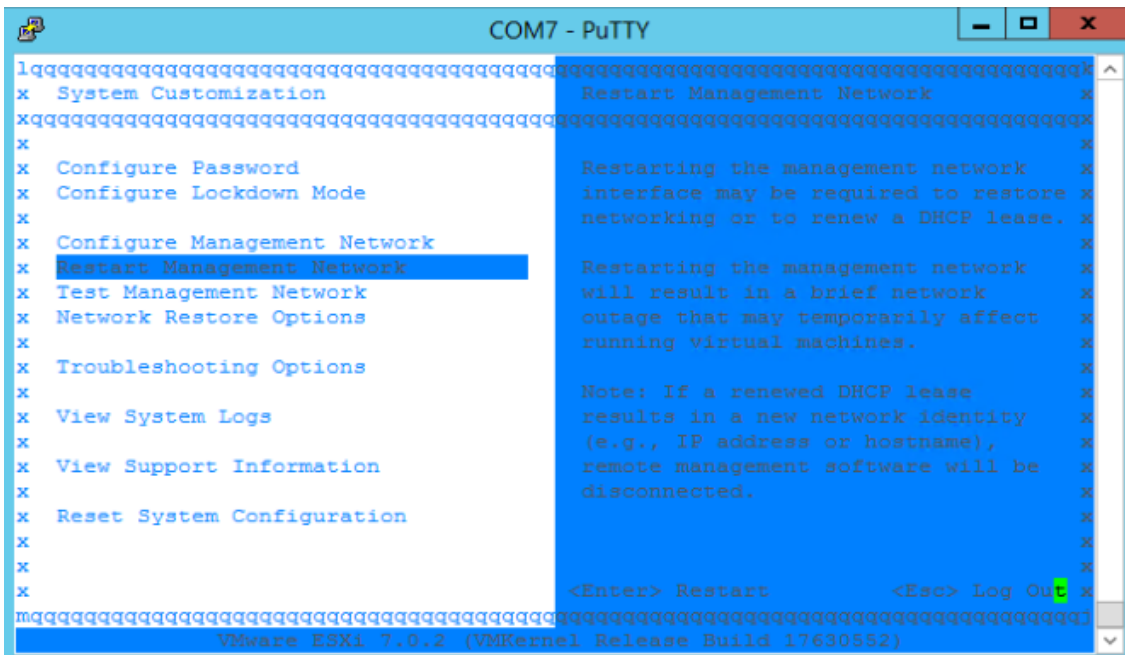 COM7 - PuTTY
lqqqqqqqqqqqqqqqqqqqqqqqqqqqqqqqqqqqqqqqqqqqqqqqqqqqqqqqqqqqqqqqqqqqqqqqqqqqqqqk
x System Customization Restart Management Network x
xqqqqqqqqqqqqqqqqqqqqqqqqqqqqqqqqqqqqqqqqqqqqqqqqqqqqqqqqqqqqqqqqqqqqqqqqqqqqqqx
x x
x Configure Password Restarting the management network x
x Configure Lockdown Mode interface may be required to restore x
x networking or to renew a DHCP lease. x
x Configure Management Network x
x Restart Management Network Restarting the management network x
x Test Management Network will result in a brief network x
x Network Restore Options outage that may temporarily affect x
x running virtual machines. x
x Troubleshooting Options x
x Note: If a renewed DHCP lease x
x View System Logs results in a new network identity x
x (e.g., IP address or hostname), x
x View Support Information remote management software will be x
x disconnected. x
x Reset System Configuration x
x x
x x
x <Enter> Restart <Esc> Log Out x
mqqqqqqqqqqqqqqqqqqqqqqqqqqqqqqqqqqqqqqqqqqqqqqqqqqqqqqqqqqqqqqqqqqqqqqqqqqqqqqj
VMware ESXi 7.0.2 (VMKernel Release Build 17630552)